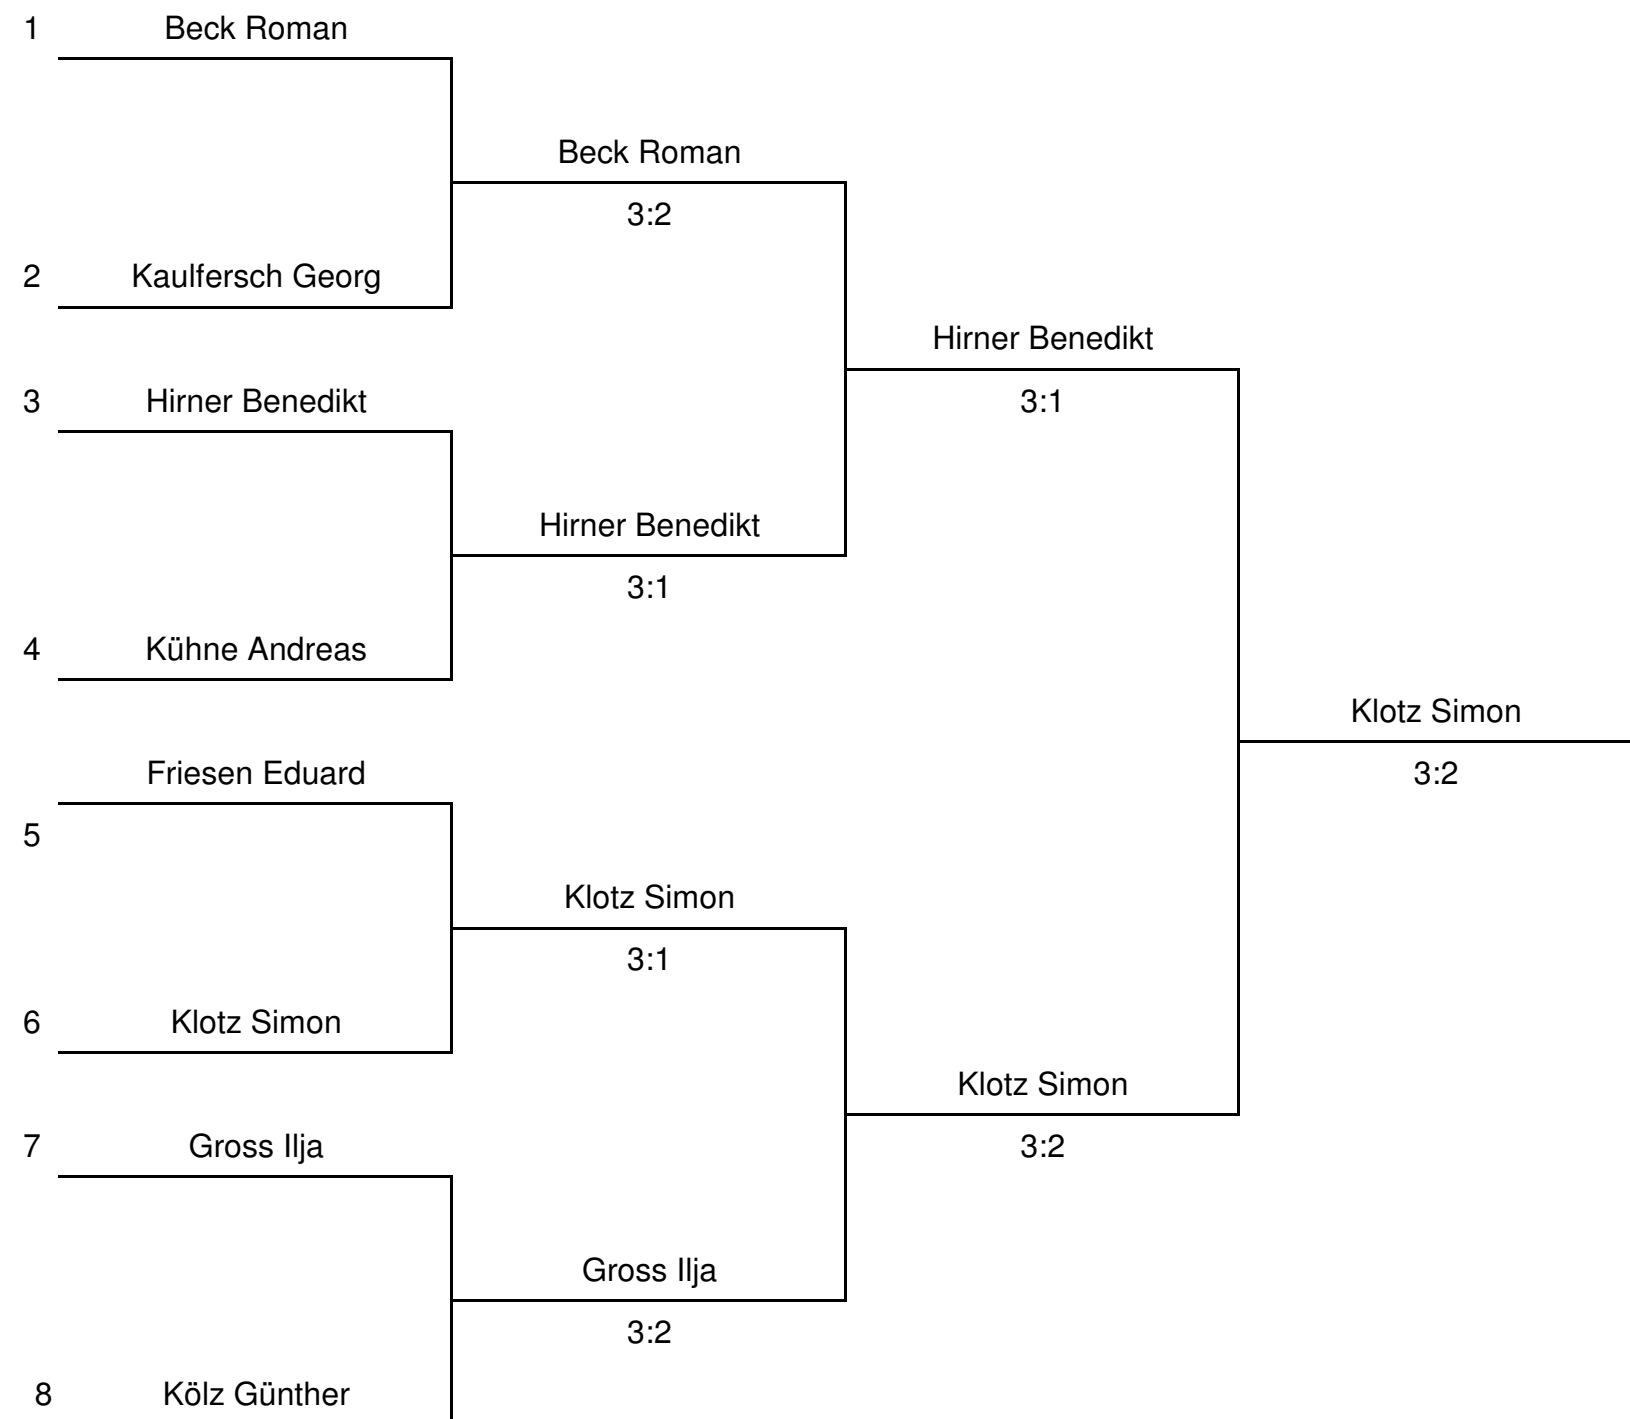 1 Beck Roman
Beck Roman
3:2
2 Kaulfersch Georg
Hirner Benedikt
3 Hirner Benedikt
3:1
Hirner Benedikt
3:1
4 Kühne Andreas
Klotz Simon
Friesen Eduard
3:2
5
Klotz Simon
3:1
6 Klotz Simon
Klotz Simon
7 Gross Ilja
3:2
Gross Ilja
3:2
8 Kölz Günther